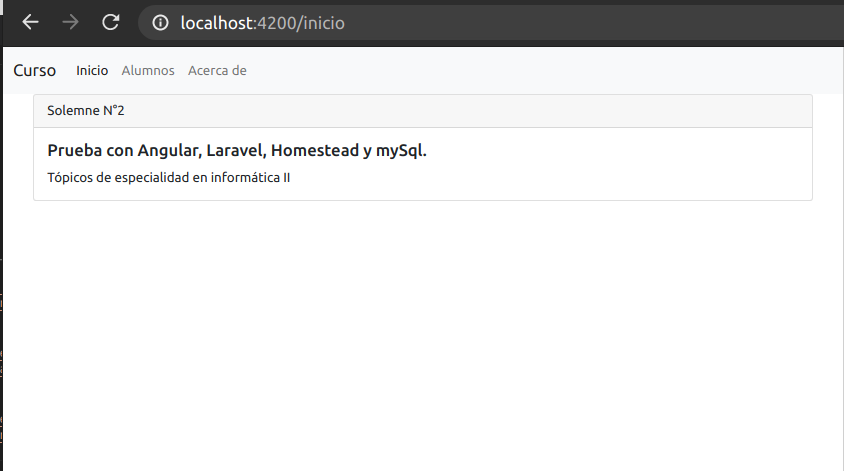 localhost:4200/inicio
Curso Inicio Alumnos Acerca de
Solemne N°2
Prueba con Angular, Laravel, Homestead y mySql.
Tópicos de especialidad en informática II